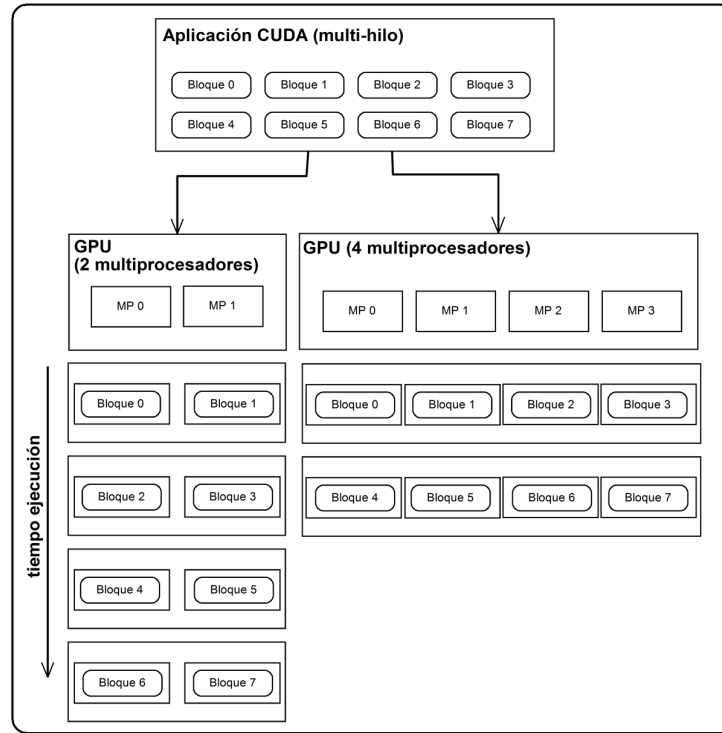 Aplicación CUDA (multi-hilo)
Bloque 0 Bloque 1 Bloque 2 Bloque 3
Bloque 4 Bloque 5 Bloque 6 Bloque 7
GPU
(2 multiprocesadores)
MP 0 MP 1
GPU (4 multiprocesadores)
MP 0 MP 1 MP 2 MP 3
tiempo ejecución
Bloque 0 Bloque 1
Bloque 2 Bloque 3
Bloque 4 Bloque 5
Bloque 6 Bloque 7
Bloque 0 Bloque 1 Bloque 2 Bloque 3
Bloque 4 Bloque 5 Bloque 6 Bloque 7